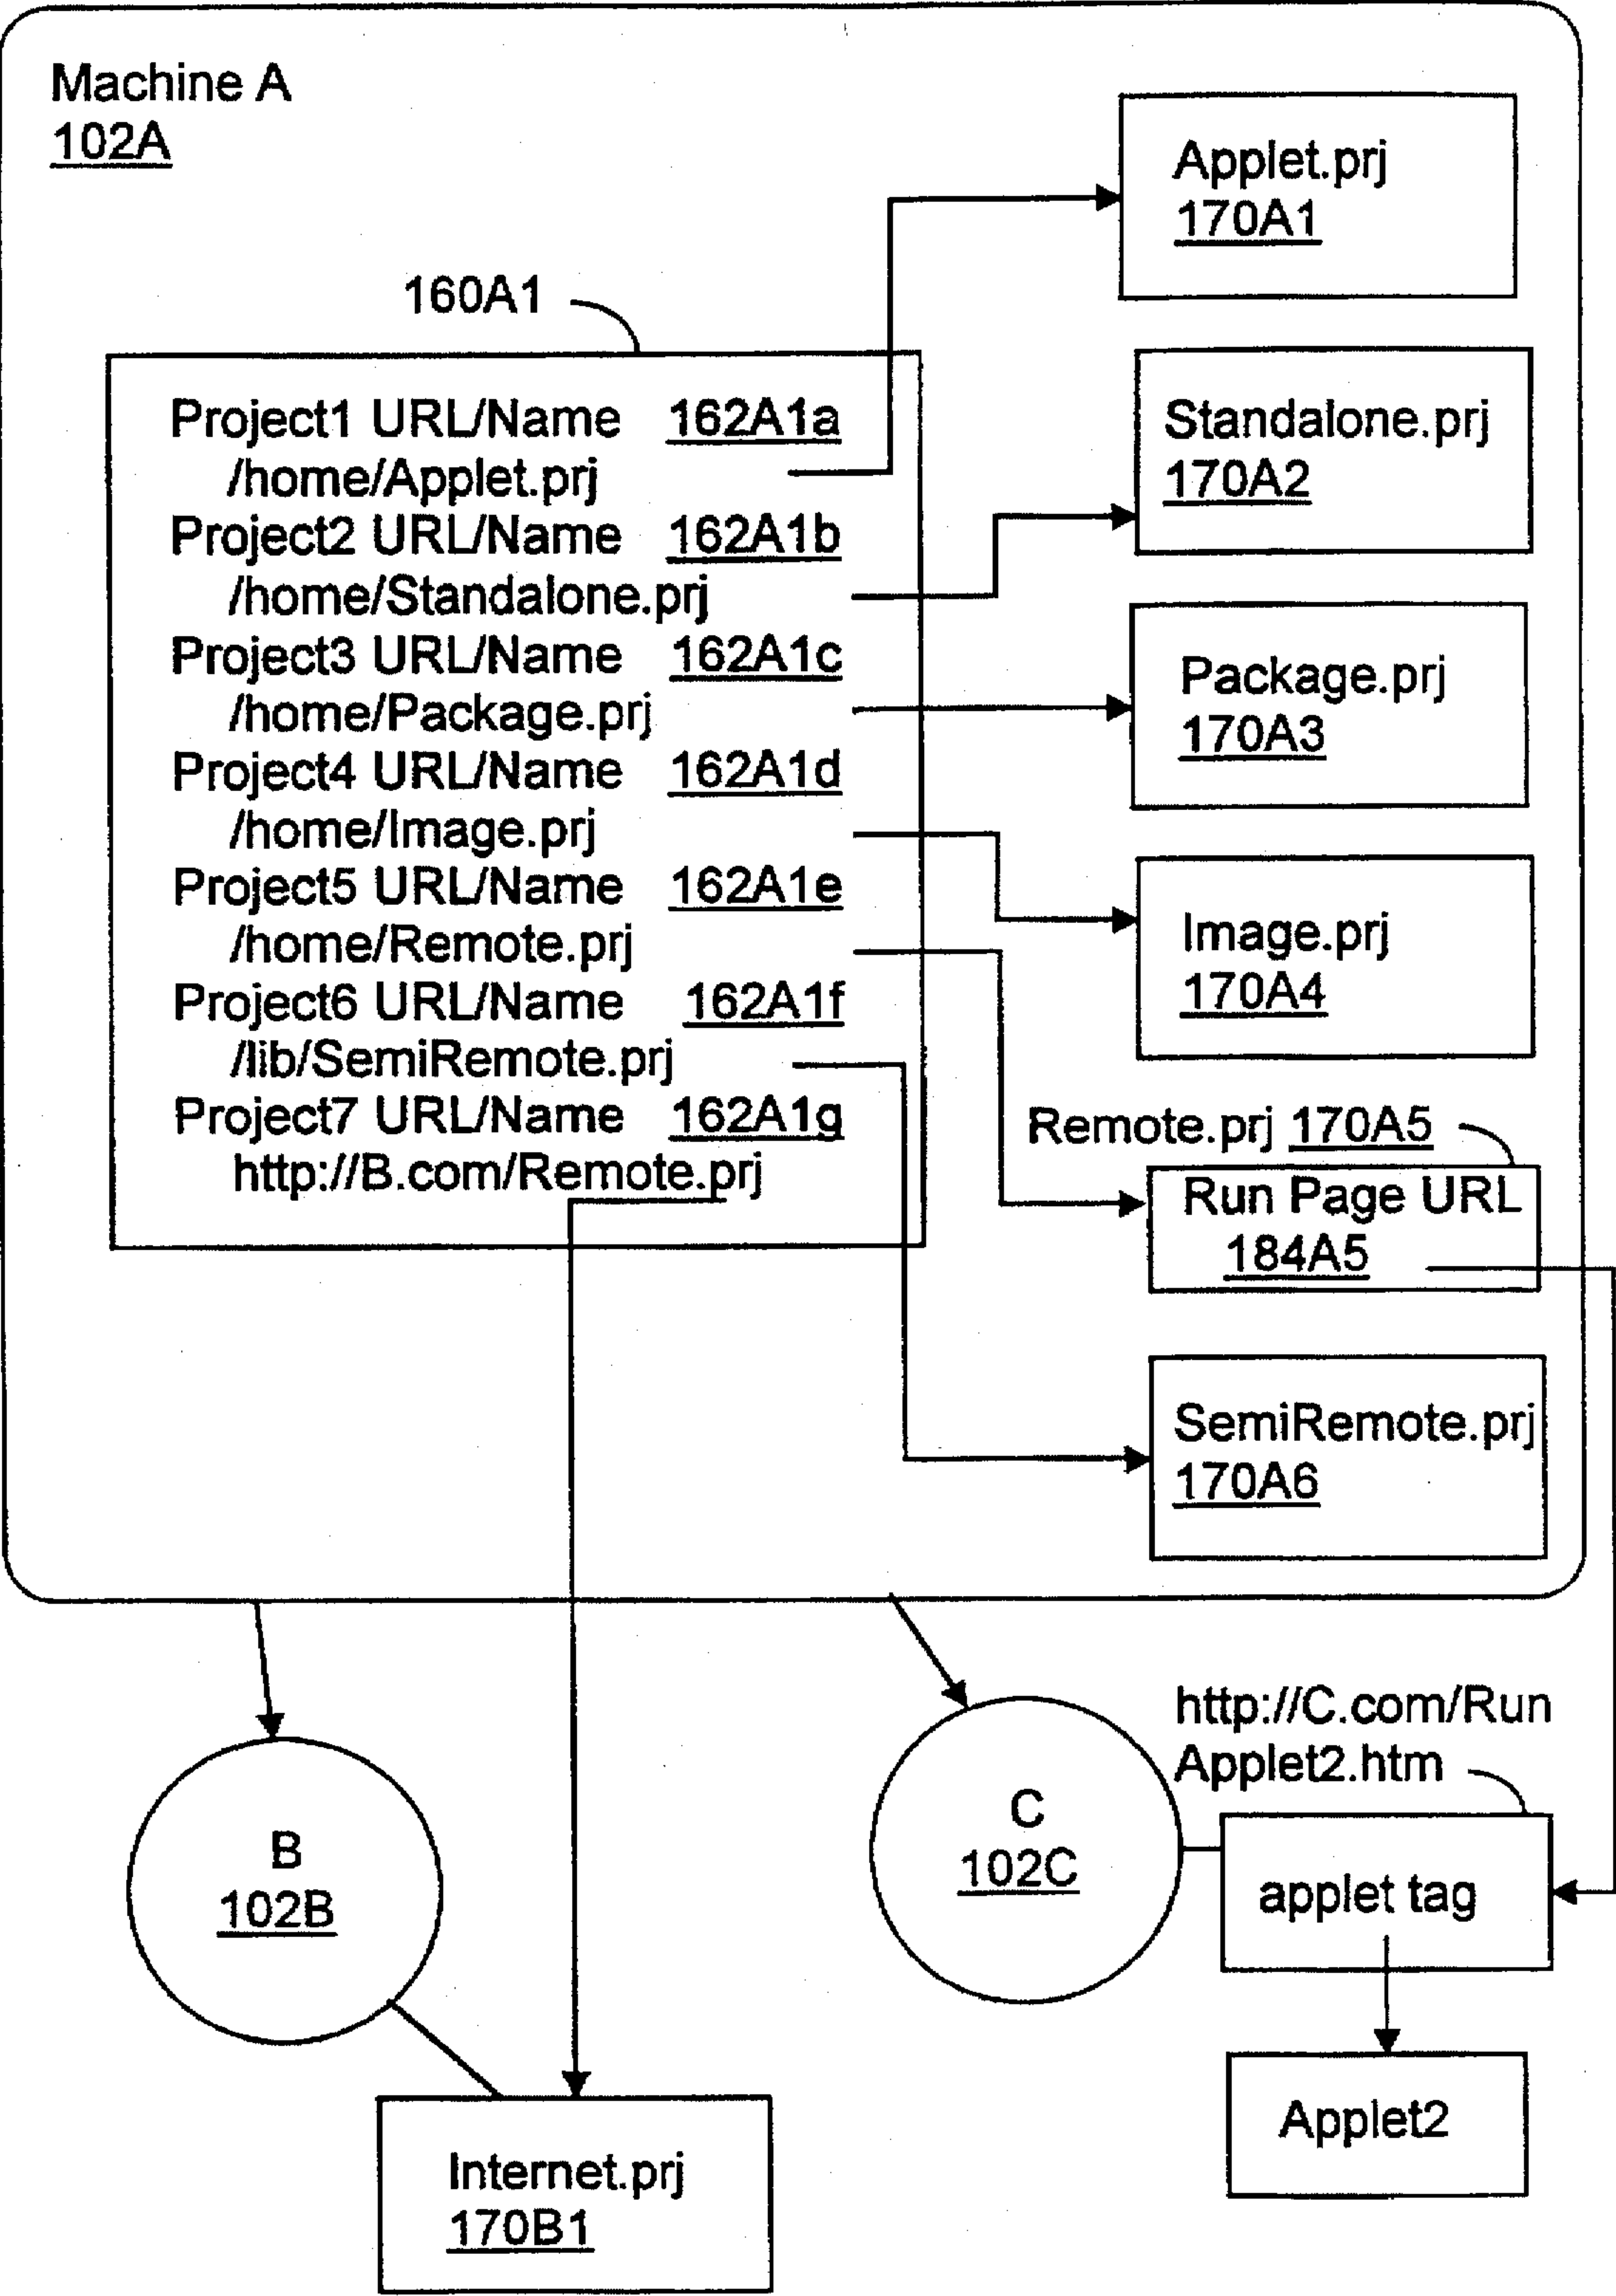 Machine A
102A
160A1
Project1 URL/Name 162A1a
/home/Applet.prj
Project2 URL/Name 162A1b
/home/Standalone.prj
Project3 URL/Name 162A1c
/home/Package.prj
Project4 URL/Name 162A1d
/home/Image.prj
Project5 URL/Name 162A1e
/home/Remote.prj
Project6 URL/Name 162A1f
/lib/SemiRemote.prj
Project7 URL/Name 162A1g
http://B.com/Remote.prj
Applet.prj
170A1
Standalone.prj
170A2
Package.prj
170A3
Image.prj
170A4
Remote.prj 170A5
Run Page URL
184A5
SemiRemote.prj
170A6
B
102B
Internet.prj
170B1
C
102C
http://C.com/Run
Applet2.htm
applet tag
Applet2